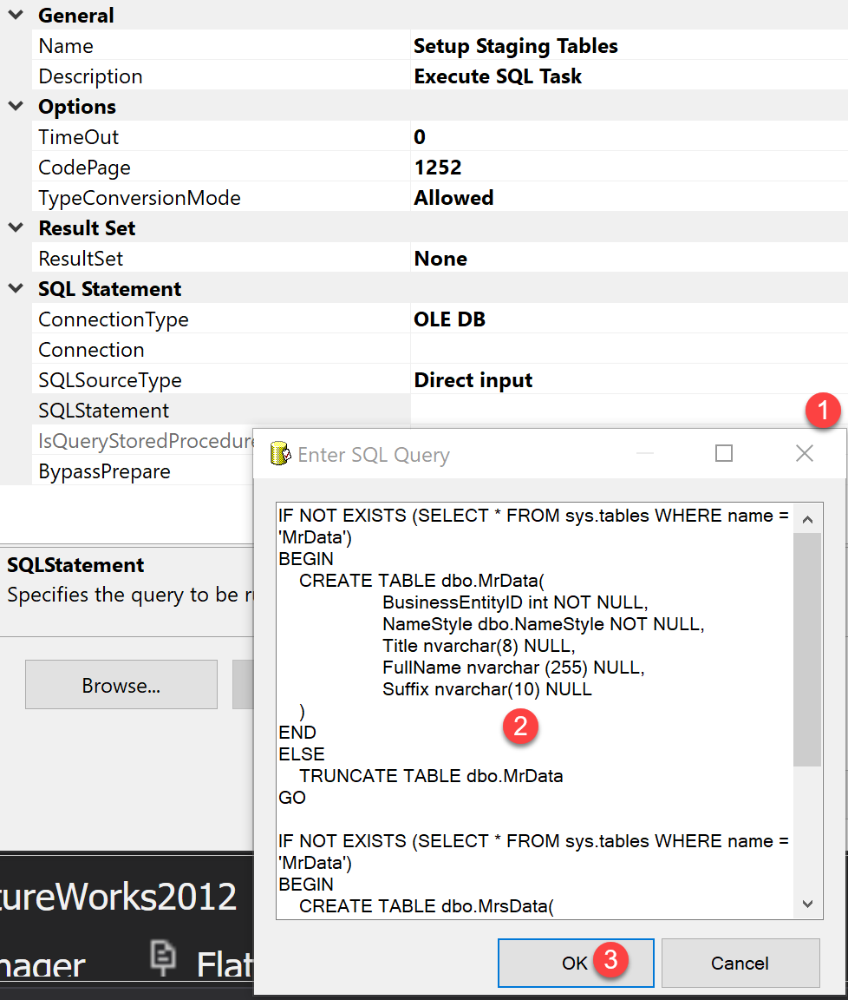 General
Name Setup Staging Tables
Description Execute SQL Task
Options
TimeOut 0
CodePage 1252
TypeConversionMode Allowed
Result Set
ResultSet None
SQL Statement
ConnectionType OLE DB
Connection
SQLSourceType Direct input
SQLStatement
1
IsQueryStoredProcedure
BypassPrepare
SQLStatement
Specifies the query to be
Browse...
Enter SQL Query
IF NOT EXISTS (SELECT * FROM sys.tables WHERE name =
'MrData')
BEGIN
CREATE TABLE dbo.MrData(
BusinessEntityID int NOT NULL,
NameStyle dbo.NameStyle NOT NULL,
Title nvarchar(8) NULL,
FullName nvarchar (255) NULL,
Suffix nvarchar(10) NULL
)
2
END
ELSE
TRUNCATE TABLE dbo.MrData
GO
IF NOT EXISTS (SELECT * FROM sys.tables WHERE name =
'MrData')
BEGIN
CREATE TABLE dbo.MrsData(
OK 3 Cancel
tureWorks2012
nager Flat